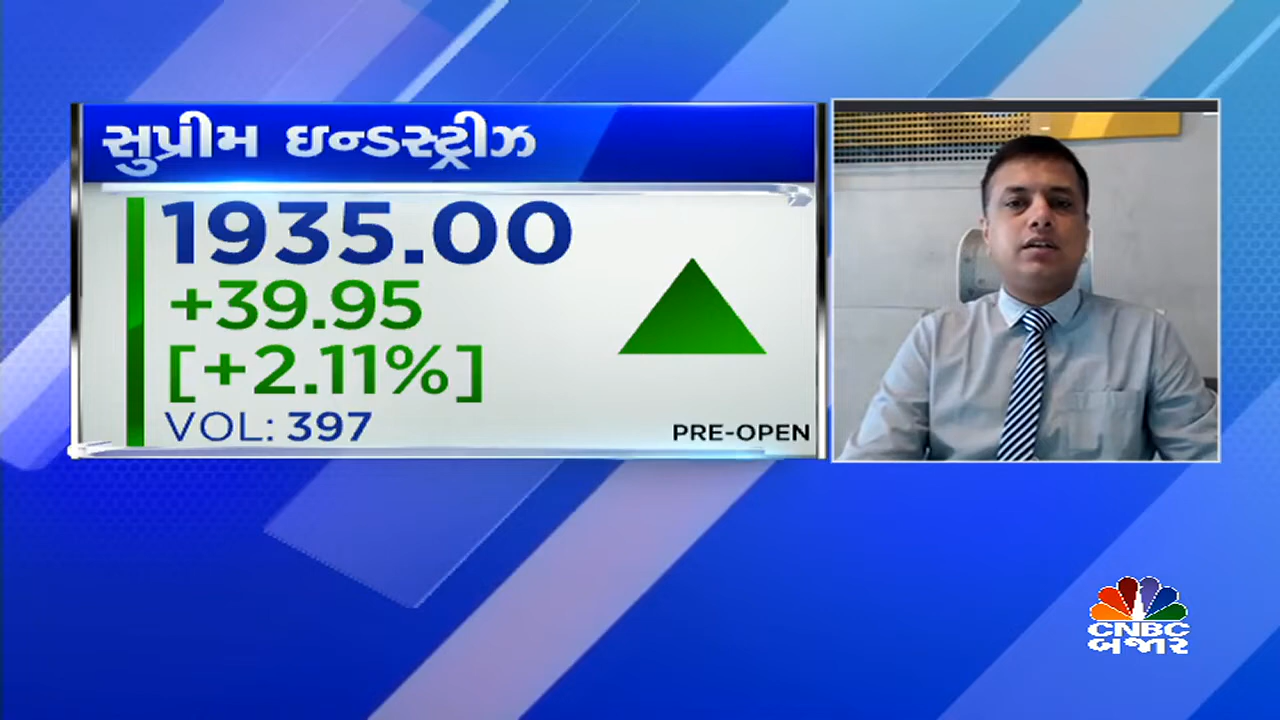 સુપ્રીમ ઇન્ડસ્ટ્રીઝ
1935.00
+39.95
[+2.11%]
VOL: 397
PRE-OPEN
CNBC
બજાર